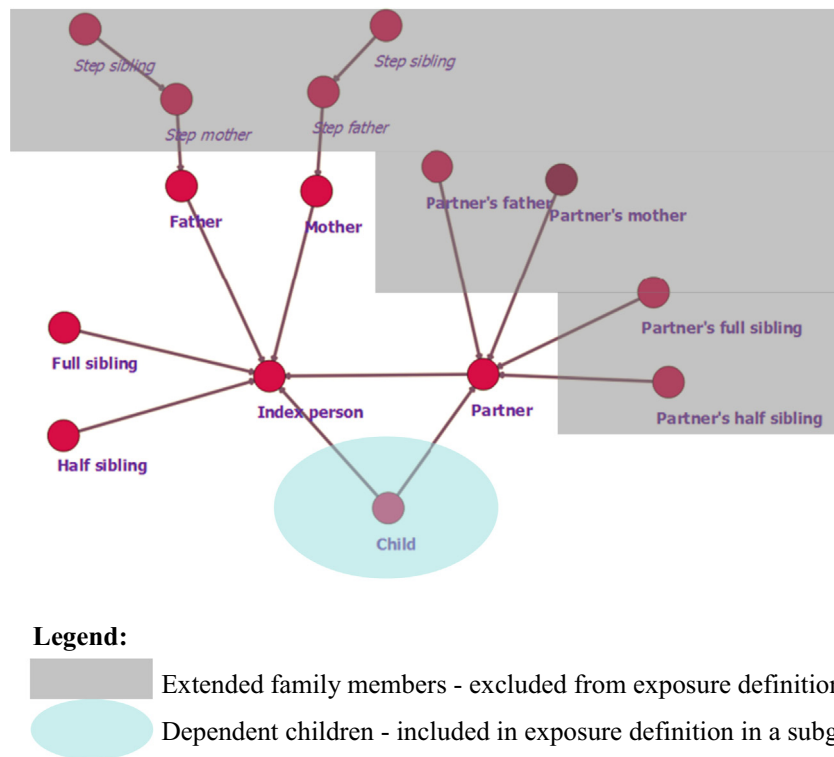 Step sibling
Step sibling
Step mother
Step father
Father
Mother
Partner's father
Partner's mother
Full sibling
Partner's full sibling
Index person
Partner
Partner's half sibling
Half sibling
Child
Legend:
Extended family members - excluded from exposure definition
Dependent children - included in exposure definition in a subg